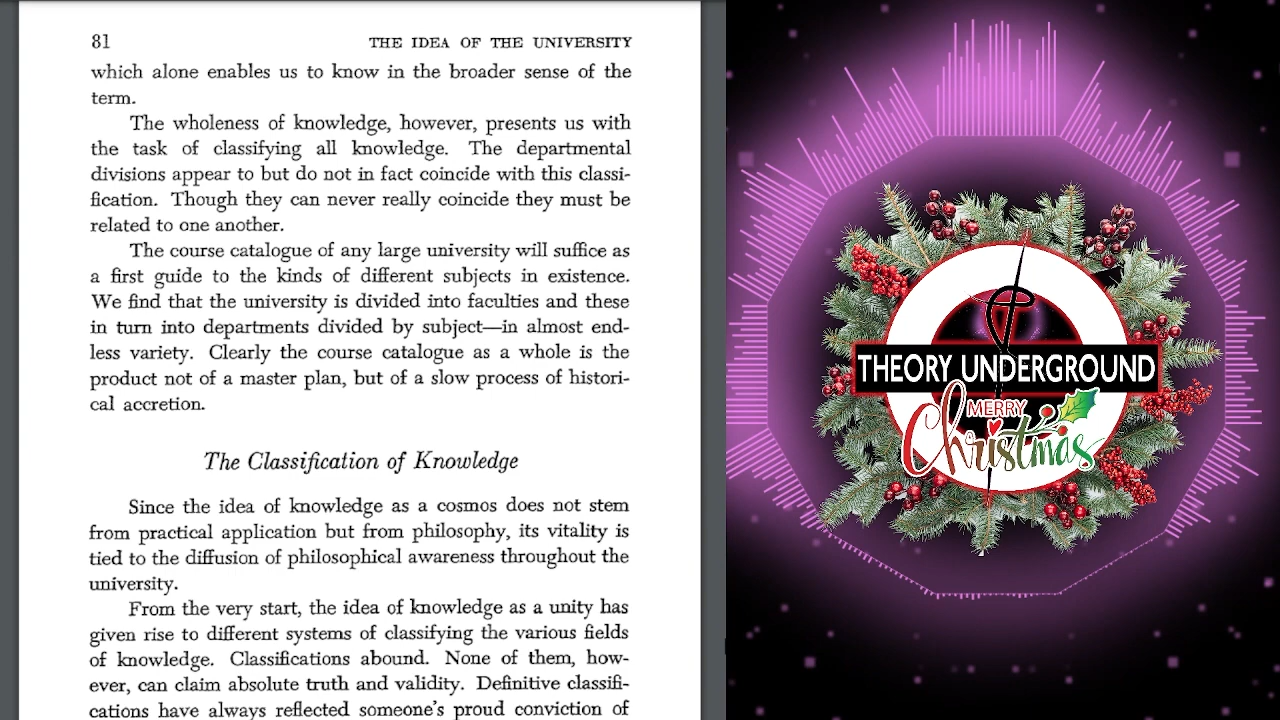 81 THE IDEA OF THE UNIVERSITY
which alone enables us to know in the broader sense of the
term.
The wholeness of knowledge, however, presents us with
the task of classifying all knowledge. The departmental
divisions appear to but do not in fact coincide with this classi-
fication. Though they can never really coincide they must be
related to one another.
The course catalogue of any large university will suffice as
a first guide to the kinds of different subjects in existence.
We find that the university is divided into faculties and these
in turn into departments divided by subject—in almost end-
less variety. Clearly the course catalogue as a whole is the
product not of a master plan, but of a slow process of histori-
cal accretion.
The Classification of Knowledge
Since the idea of knowledge as a cosmos does not stem
from practical application but from philosophy, its vitality is
tied to the diffusion of philosophical awareness throughout the
university.
From the very start, the idea of knowledge as a unity has
given rise to different systems of classifying the various fields
of knowledge. Classifications abound. None of them, how-
ever, can claim absolute truth and validity. Definitive classifi-
cations have always reflected someone's proud conviction of
THEORY UNDERGROUND
MERRY
Christmas